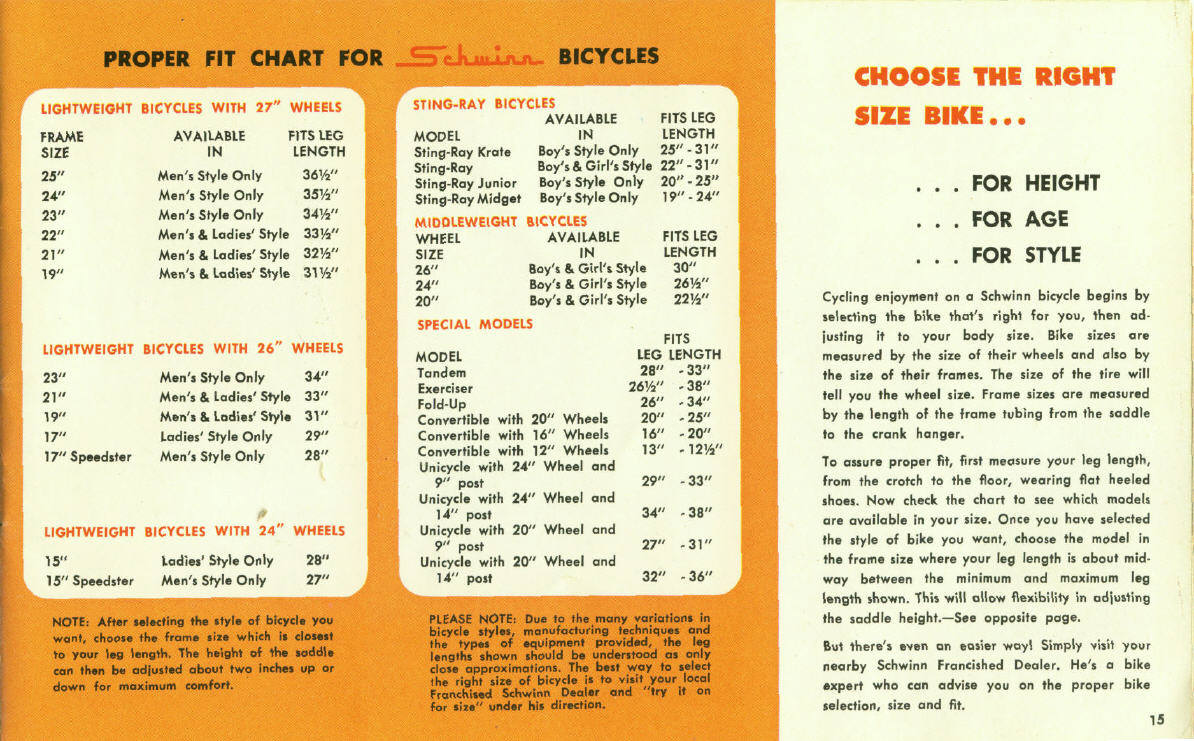 PROPER FIT CHART FOR Schwinn BICYCLES
LIGHTWEIGHT BICYCLES WITH 27" WHEELS
FRAME AVAILABLE FITS LEG
SIZE IN LENGTH
25" Men's Style Only 36½"
24" Men's Style Only 35½"
23" Men's Style Only 34½"
22" Men's & Ladies' Style 33½"
21" Men's & Ladies' Style 32½"
19" Men's & Ladies' Style 31½"
LIGHTWEIGHT BICYCLES WITH 26" WHEELS
23" Men's Style Only 34"
21" Men's & Ladies' Style 33"
19" Men's & Ladies' Style 31"
17" Ladies' Style Only 29"
17" Speedster Men's Style Only 28"
LIGHTWEIGHT BICYCLES WITH 24" WHEELS
15" Ladies' Style Only 28"
15" Speedster Men's Style Only 27"
NOTE: After selecting the style of bicycle you
want, choose the frame size which is closest
to your leg length. The height of the saddle
can then be adjusted about two inches up or
down for maximum comfort.
STING-RAY BICYCLES
AVAILABLE FITS LEG
MODEL IN LENGTH
Sting-Ray Krate Boy's Style Only 25" - 31"
Sting-Ray Boy's & Girl's Style 22" - 31"
Sting-Ray Junior Boy's Style Only 20" - 25"
Sting-Ray Midget Boy's Style Only 19" - 24"
MIDDLEWEIGHT BICYCLES
WHEEL AVAILABLE FITS LEG
SIZE IN LENGTH
26" Boy's & Girl's Style 30"
24" Boy's & Girl's Style 26½"
20" Boy's & Girl's Style 22½"
SPECIAL MODELS
FITS
MODEL LEG LENGTH
Tandem 28" - 33"
Exerciser 26½" - 38"
Fold-Up 26" - 34"
Convertible with 20" Wheels 20" - 25"
Convertible with 16" Wheels 16" - 20"
Convertible with 12" Wheels 13" - 12½"
Unicycle with 24" Wheel and
9" post 29" - 33"
Unicycle with 24" Wheel and
14" post 34" - 38"
Unicycle with 20" Wheel and
9" post 27" - 31"
Unicycle with 20" Wheel and
14" post 32" - 36"
PLEASE NOTE: Due to the many variations in
bicycle styles, manufacturing techniques and
the types of equipment provided, the leg
lengths shown should be understood as only
close approximations. The best way to select
the right size of bicycle is to visit your local
Franchised Schwinn Dealer and "try it on
for size" under his direction.
CHOOSE THE RIGHT
SIZE BIKE...
. . . FOR HEIGHT
. . . FOR AGE
. . . FOR STYLE
Cycling enjoyment on a Schwinn bicycle begins by
selecting the bike that's right for you, then ad-
justing it to your body size. Bike sizes are
measured by the size of their wheels and also by
the size of their frames. The size of the tire will
tell you the wheel size. Frame sizes are measured
by the length of the frame tubing from the saddle
to the crank hanger.
To assure proper fit, first measure your leg length,
from the crotch to the floor, wearing flat heeled
shoes. Now check the chart to see which models
are available in your size. Once you have selected
the style of bike you want, choose the model in
the frame size where your leg length is about mid-
way between the minimum and maximum leg
length shown. This will allow flexibility in adjusting
the saddle height.—See opposite page.
But there's even an easier way! Simply visit your
nearby Schwinn Francished Dealer. He's a bike
expert who can advise you on the proper bike
selection, size and fit.
15